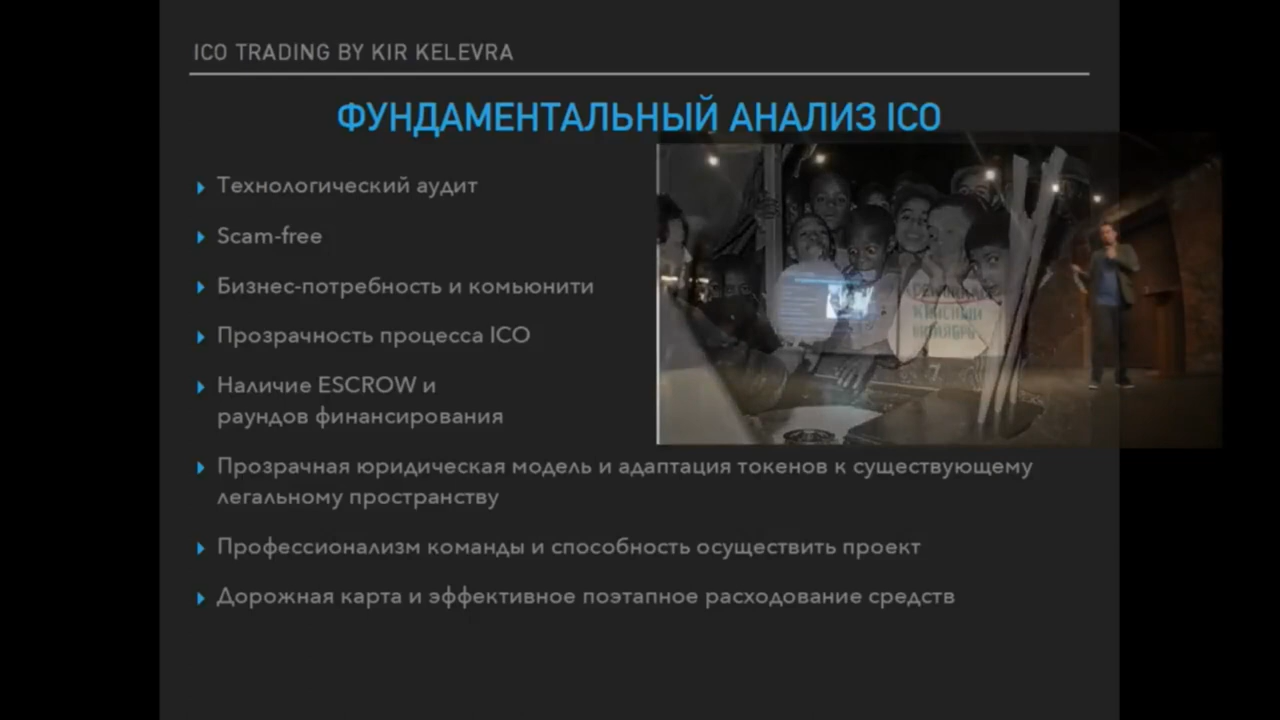 ICO TRADING BY KIR KELEVRA
ФУНДАМЕНТАЛЬНЫЙ АНАЛИЗ ICO
Технологический аудит
Scam-free
Бизнес-потребность и комьюнити
Прозрачность процесса ICO
Наличие ESCROW и
раундов финансирования
Прозрачная юридическая модель и адаптация токенов к существующему
легальному пространству
Профессионализм команды и способность осуществить проект
Дорожная карта и эффективное поэтапное расходование средств